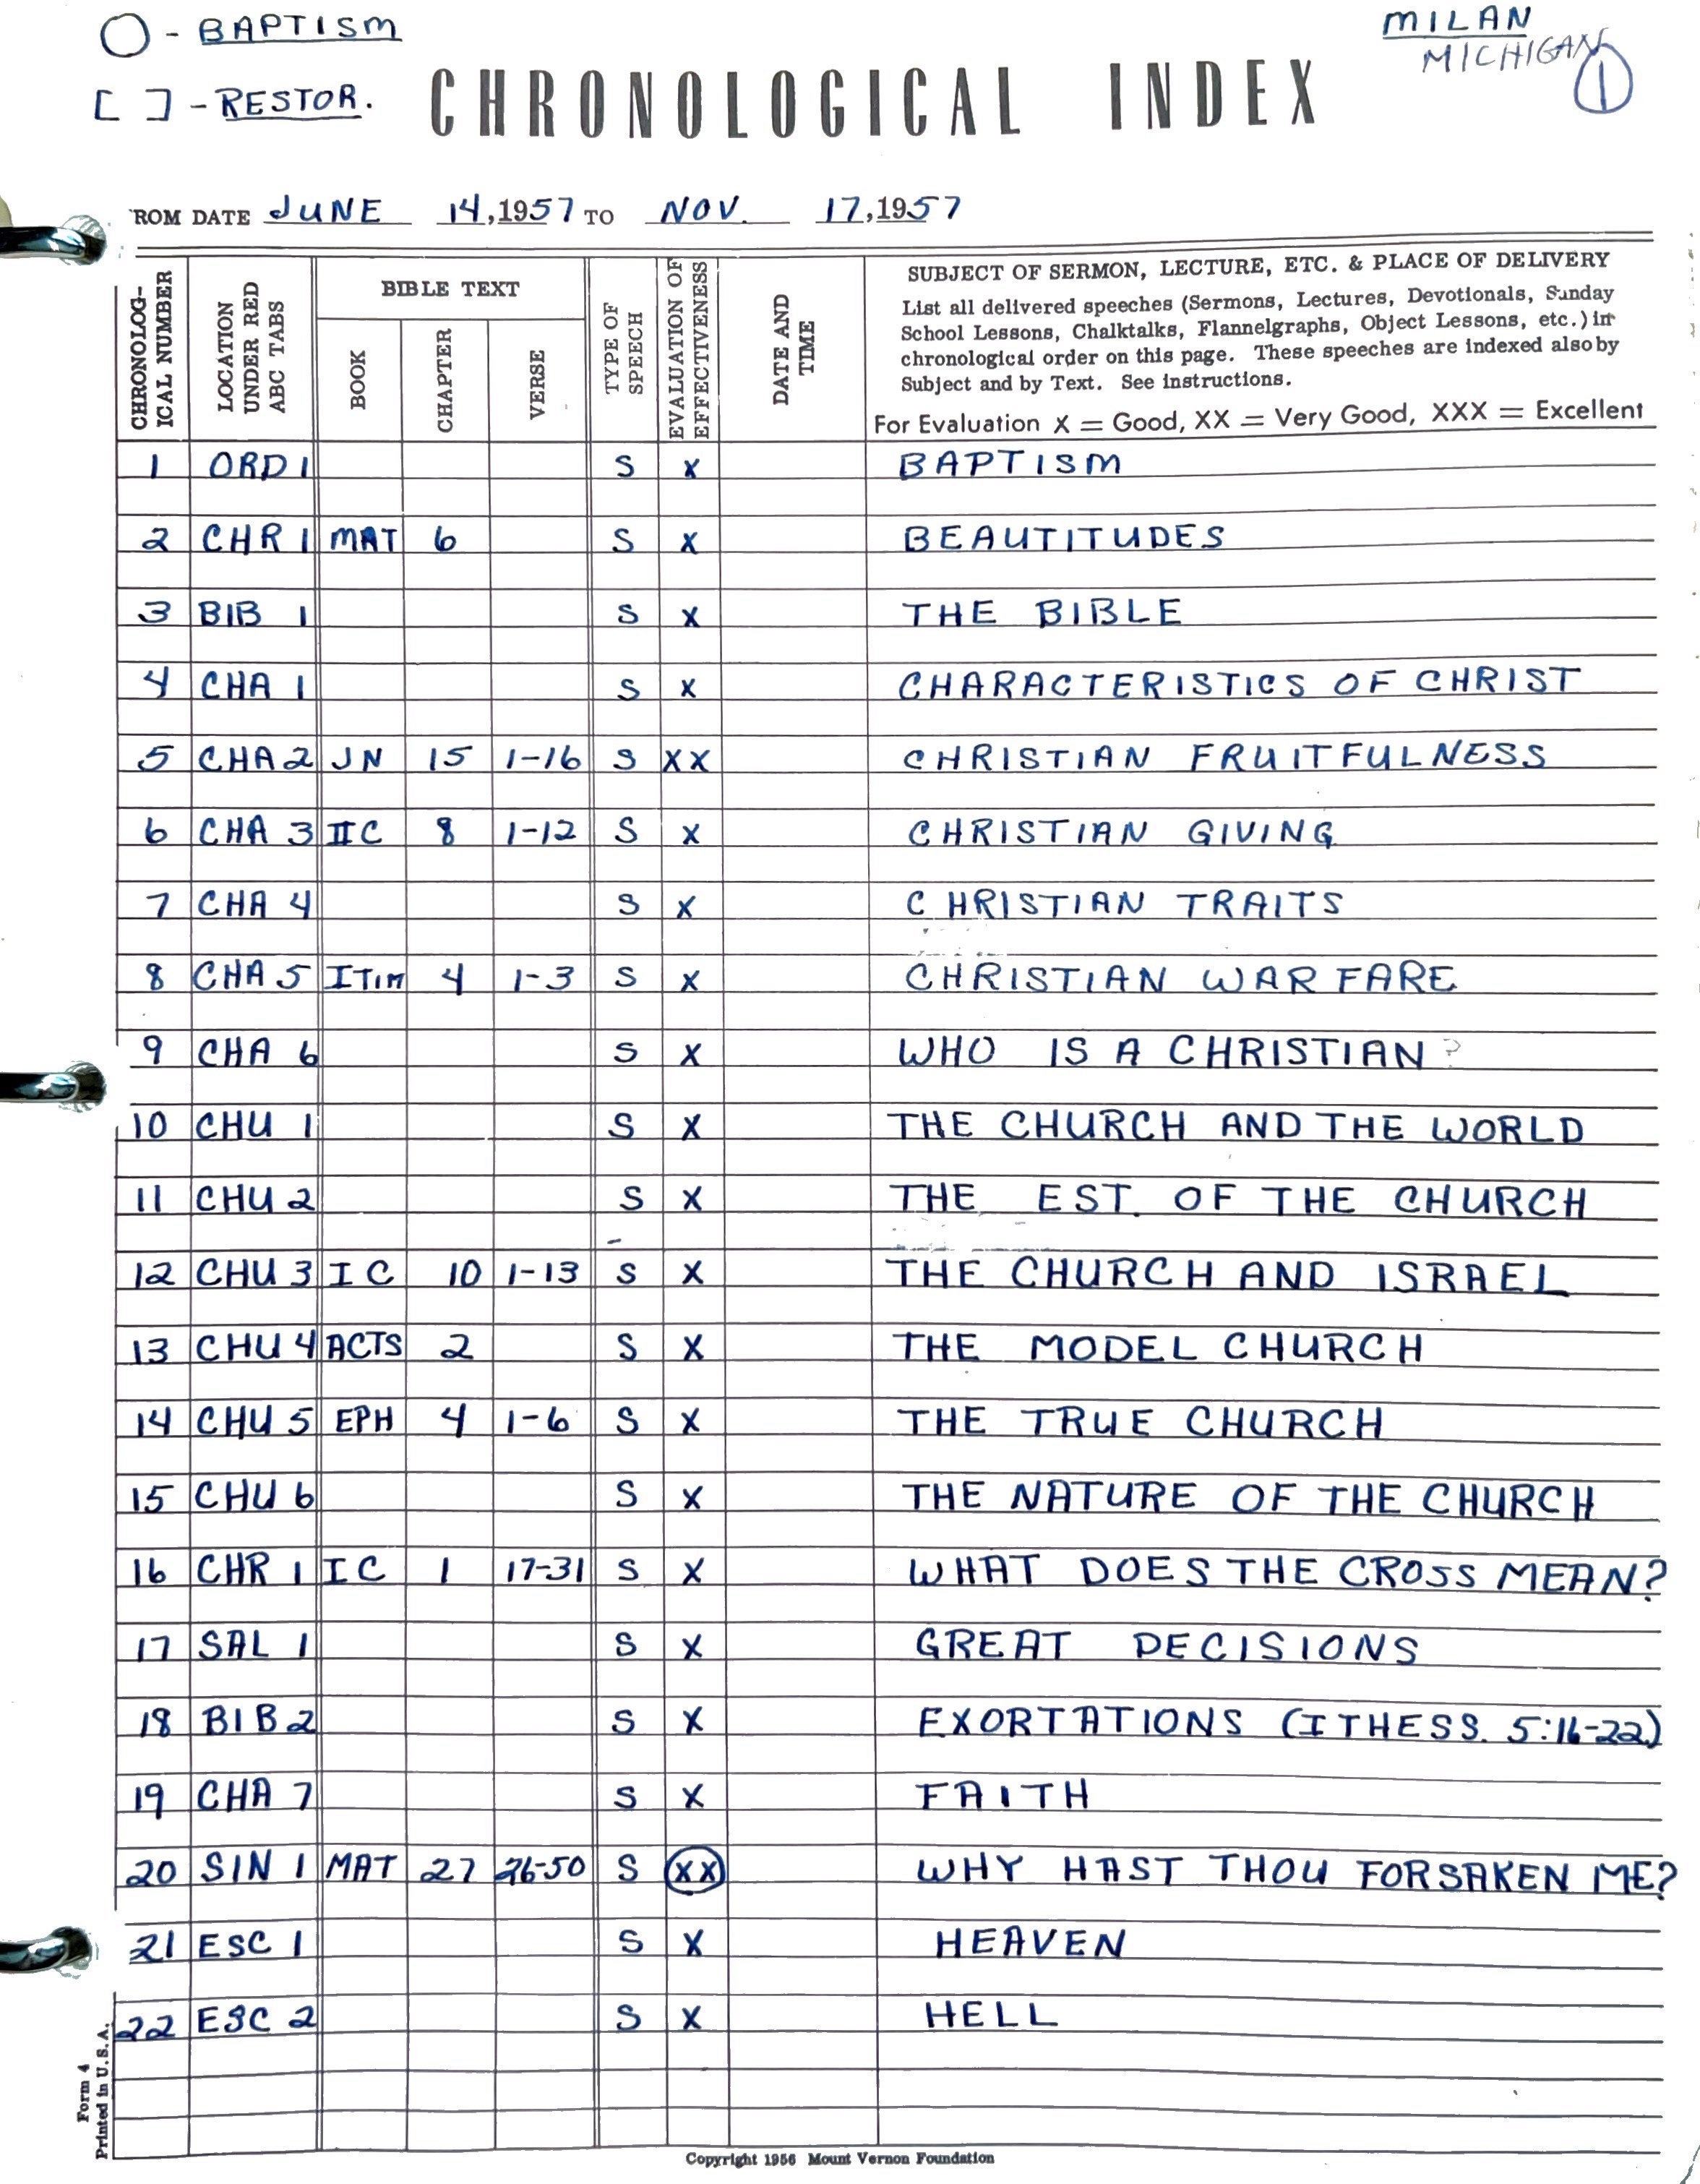 ○ - BAPTISM
MILAN
MICHIGAN
1
[ ] - RESTOR.
CHRONOLOGICAL INDEX
ROM DATE JUNE 14, 1957 TO NOV. 17, 1957
CHRONOLOG-
ICAL NUMBER
LOCATION
UNDER RED
ABC TABS
BIBLE TEXT
BOOK
CHAPTER
VERSE
TYPE OF
SPEECH
EVALUATION OF
EFFECTIVENESS
DATE AND
TIME
SUBJECT OF SERMON, LECTURE, ETC. & PLACE OF DELIVERY
List all delivered speeches (Sermons, Lectures, Devotionals, Sunday
School Lessons, Chalktalks, Flannelgraphs, Object Lessons, etc.) in
chronological order on this page. These speeches are indexed also by
Subject and by Text. See instructions.
For Evaluation X = Good, XX = Very Good, XXX = Excellent
1 ORD 1 S X BAPTISM
2 CHR 1 MAT 6 S X BEAUTITUDES
3 BIB 1 S X THE BIBLE
4 CHA 1 S X CHARACTERISTICS OF CHRIST
5 CHA 2 JN 15 1-16 S XX CHRISTIAN FRUITFULNESS
6 CHA 3 IIC 8 1-12 S X CHRISTIAN GIVING
7 CHA 4 S X CHRISTIAN TRAITS
8 CHA 5 ITIM 4 1-3 S X CHRISTIAN WARFARE
9 CHA 6 S X WHO IS A CHRISTIAN?
10 CHU 1 S X THE CHURCH AND THE WORLD
11 CHU 2 S X THE EST. OF THE CHURCH
12 CHU 3 I C 10 1-13 S X THE CHURCH AND ISRAEL
13 CHU 4 ACTS 2 S X THE MODEL CHURCH
14 CHU 5 EPH 4 1-6 S X THE TRUE CHURCH
15 CHU 6 S X THE NATURE OF THE CHURCH
16 CHR 1 I C 1 17-31 S X WHAT DOES THE CROSS MEAN?
17 SAL 1 S X GREAT DECISIONS
18 BIB 2 S X EXORTATIONS (I THESS. 5:16-22)
19 CHA 7 S X FAITH
20 SIN 1 MAT 27 S XX WHY HAST THOU FORSAKEN ME?
21 ESC 1 S X HEAVEN
22 ESC 2 S X HELL
Form 4
Printed in U.S.A.
Copyright 1956 Mount Vernon Foundation